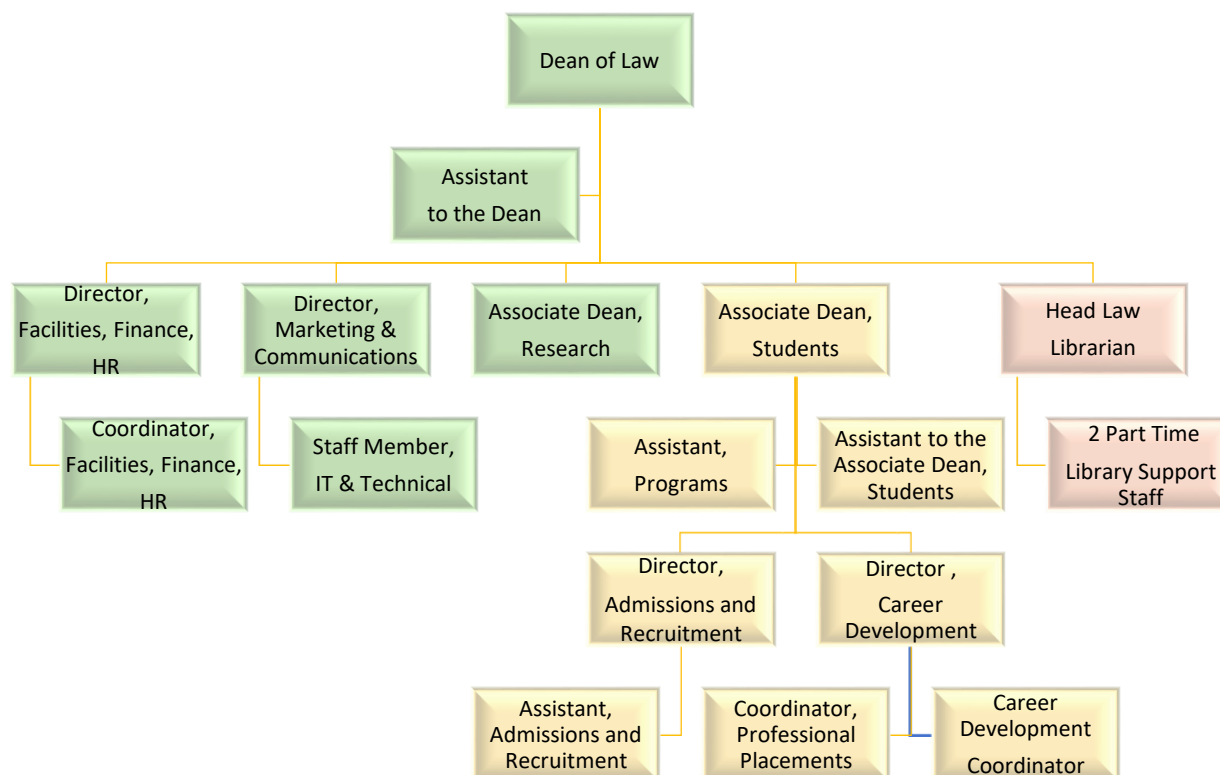 Dean of Law
Assistant
to the Dean
Director,
Facilities, Finance,
HR
Director,
Marketing &
Communications
Associate Dean,
Research
Associate Dean,
Students
Head Law
Librarian
Coordinator,
Facilities, Finance,
HR
Staff Member,
IT & Technical
Assistant,
Programs
Assistant to the
Associate Dean,
Students
2 Part Time
Library Support
Staff
Director,
Admissions and
Recruitment
Director ,
Career
Development
Assistant,
Admissions and
Recruitment
Coordinator,
Professional
Placements
Career
Development
Coordinator